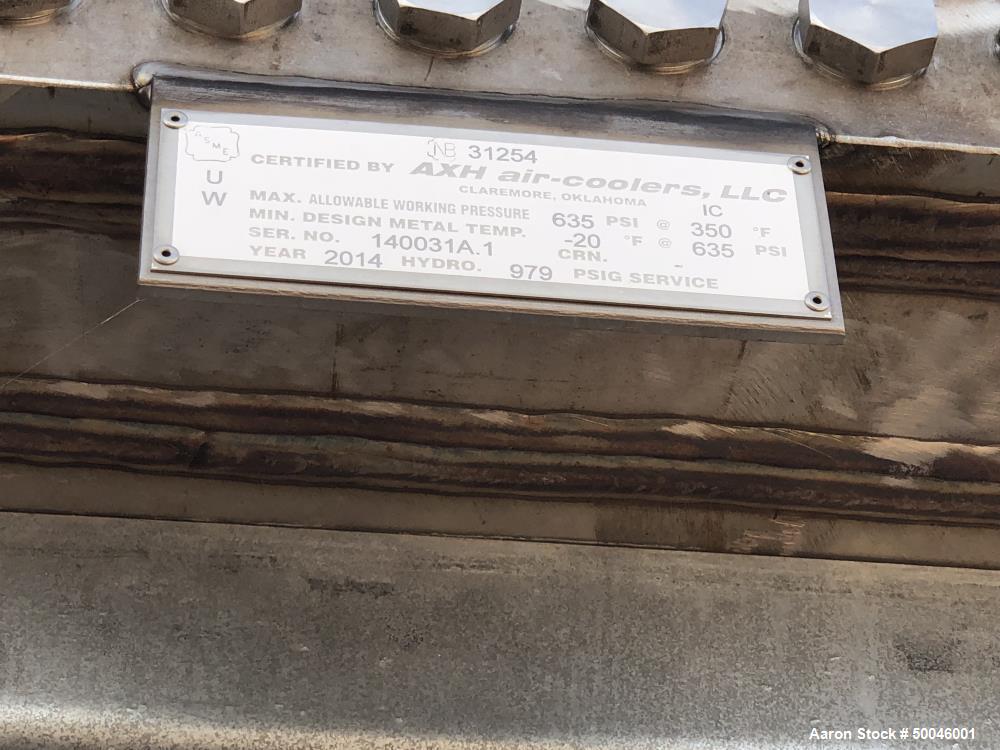 ASME
NB 31254
CERTIFIED BY AXH air-coolers, LLC
CLAREMORE, OKLAHOMA
U
W
IC
MAX. ALLOWABLE WORKING PRESSURE 635 PSI @ 350 °F
MIN. DESIGN METAL TEMP. -20 °F @ 635 PSI
SER. NO. 140031A.1 CRN. -
YEAR 2014 HYDRO. 979 PSIG SERVICE
Aaron Stock # 50046001